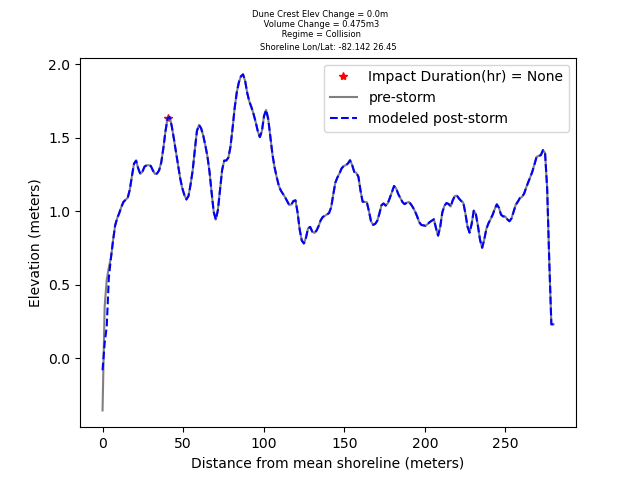 Dune Crest Elev Change = 0.0m
Volume Change = 0.475m3
Regime = Collision
Shoreline Lon/Lat: -82.142 26.45
Impact Duration(hr) = None
pre-storm
modeled post-storm
2.0
1.5
1.0
0.5
0.0
Elevation (meters)
0
50
100
150
200
250
Distance from mean shoreline (meters)